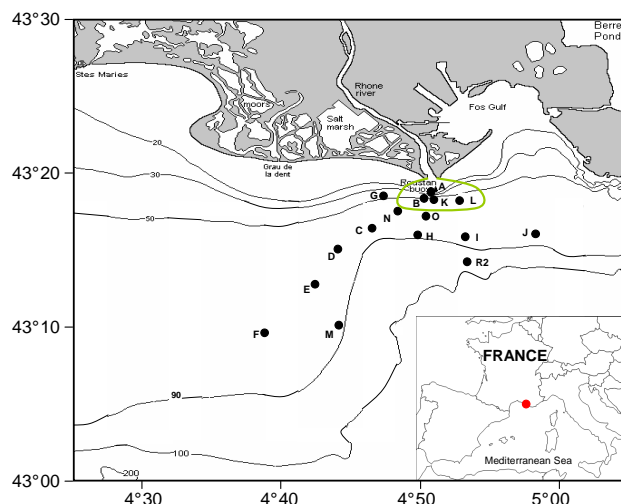 43°30
Berre
Pond
Stes Maries
Rhone
river
moors
Fos Gulf
Salt
marsh
Grau de
la dent
20
43°20
30
Roustan
buoy
A
G
B
K
L
50
N
O
C
H
I
J
D
R2
E
43°10
F
M
FRANCE
90
Mediterranean Sea
100
200
43°00
4°30
4°40
4°50
5°00